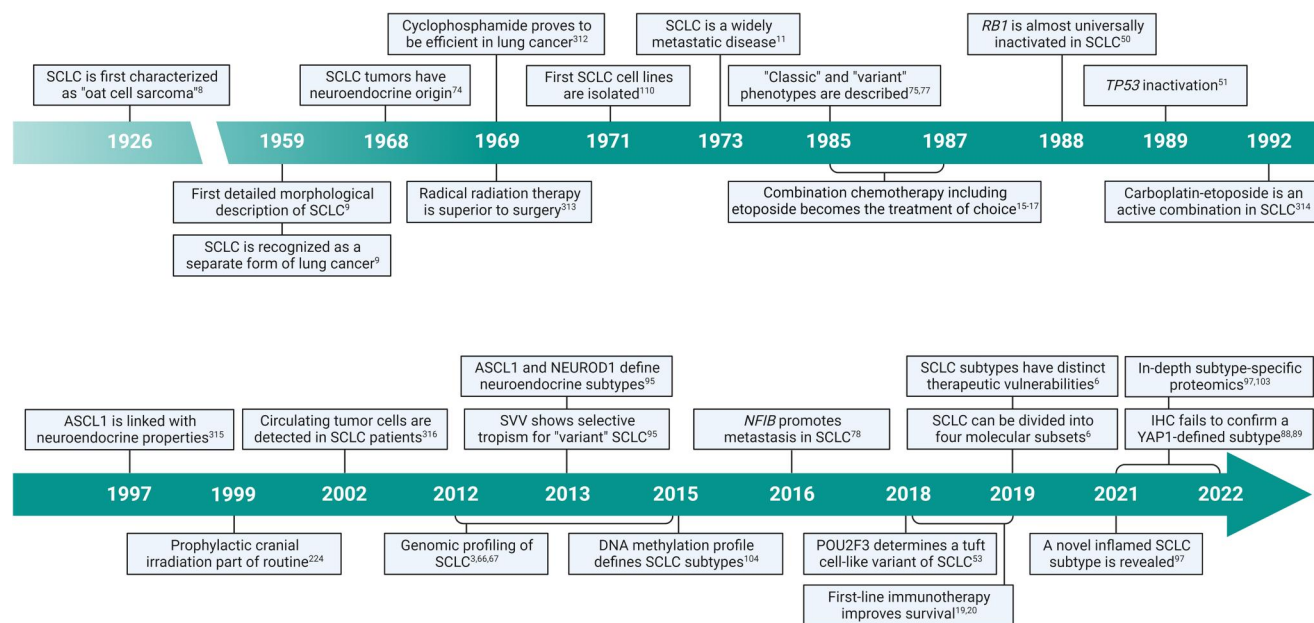 Cyclophosphamide proves to
be efficient in lung cancer312
SCLC is a widely
metastatic disease11
RB1 is almost universally
inactivated in SCLC50
SCLC is first characterized
as "oat cell sarcoma"8
SCLC tumors have
neuroendocrine origin74
First SCLC cell lines
are isolated110
"Classic" and "variant"
phenotypes are described75,77
TP53 inactivation51
1926 1959 1968 1969 1971 1973 1985 1987 1988 1989 1992
First detailed morphological
description of SCLC9
Radical radiation therapy
is superior to surgery313
Combination chemotherapy including
etoposide becomes the treatment of choice15-17
Carboplatin-etoposide is an
active combination in SCLC314
SCLC is recognized as a
separate form of lung cancer9
ASCL1 and NEUROD1 define
neuroendocrine subtypes95
SCLC subtypes have distinct
therapeutic vulnerabilities6
In-depth subtype-specific
proteomics97,103
ASCL1 is linked with
neuroendocrine properties315
Circulating tumor cells are
detected in SCLC patients316
SVV shows selective
tropism for "variant" SCLC95
NFIB promotes
metastasis in SCLC78
SCLC can be divided into
four molecular subsets6
IHC fails to confirm a
YAP1-defined subtype88,89
1997 1999 2002 2012 2013 2015 2016 2018 2019 2021 2022
Prophylactic cranial
irradiation part of routine224
Genomic profiling of
SCLC3,66,67
DNA methylation profile
defines SCLC subtypes104
POU2F3 determines a tuft
cell-like variant of SCLC53
A novel inflamed SCLC
subtype is revealed97
First-line immunotherapy
improves survival19,20